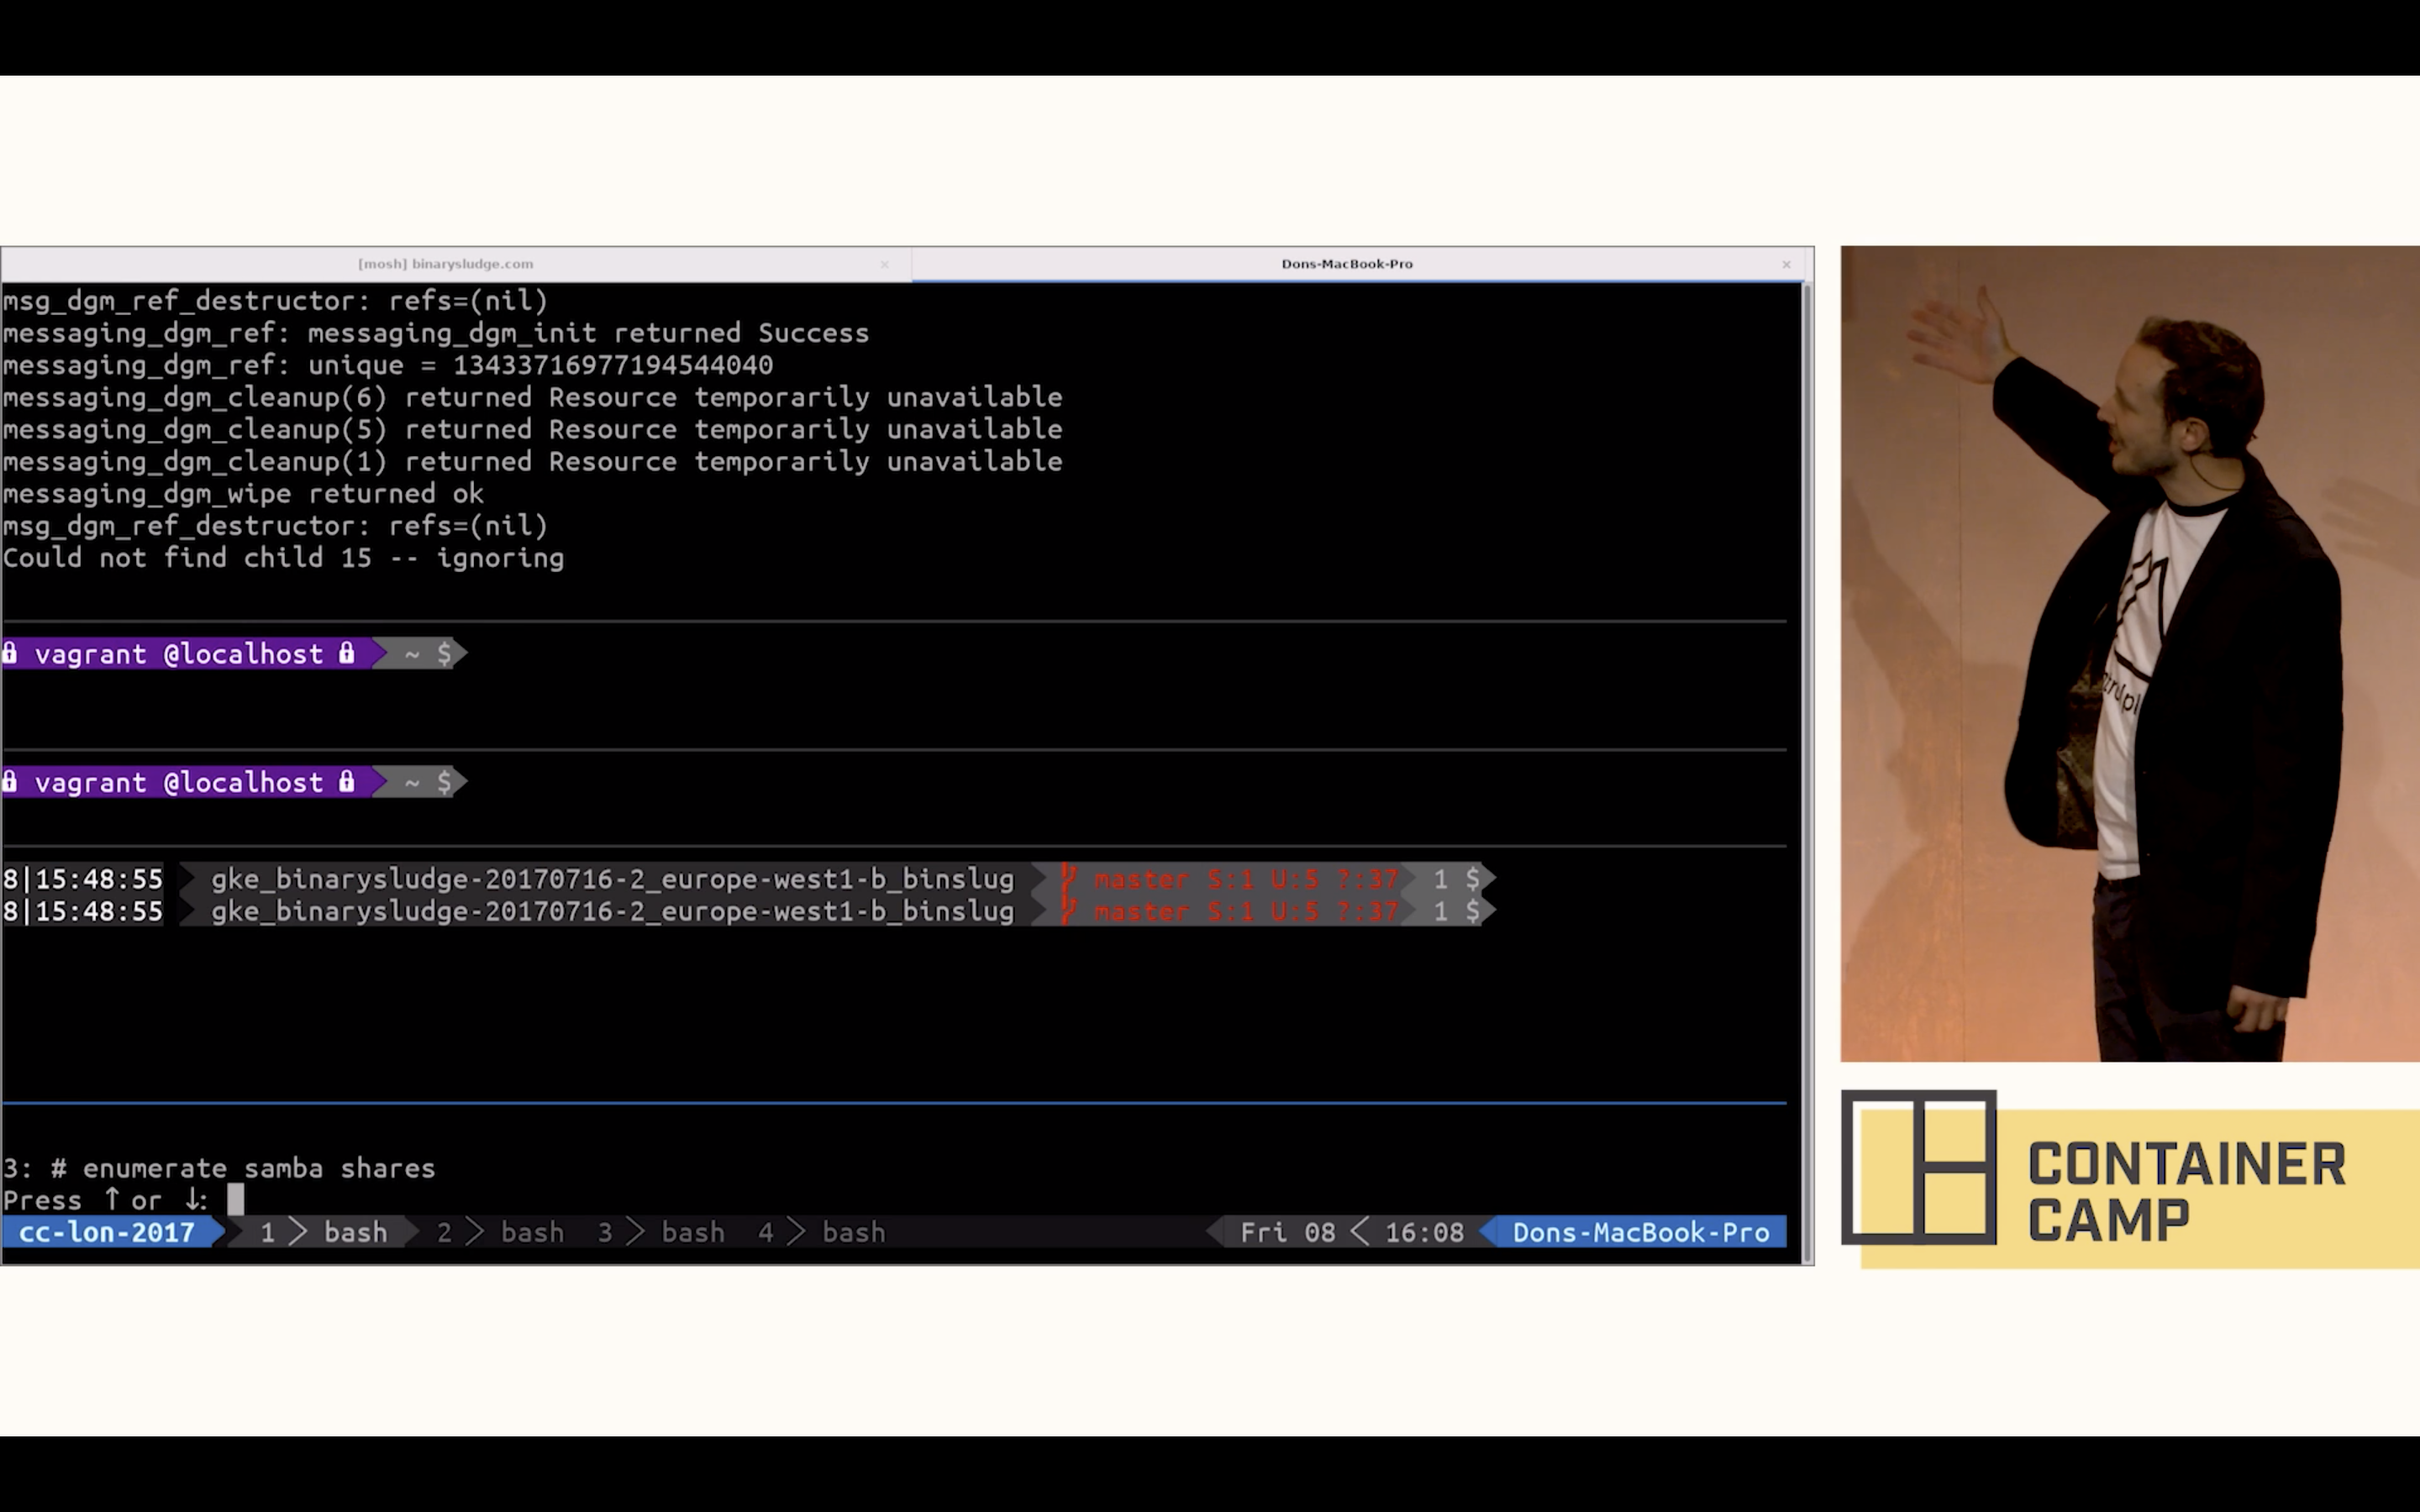 [mosh] binarysludge.com × Dons-MacBook-Pro ×
msg_dgm_ref_destructor: refs=(nil)
messaging_dgm_ref: messaging_dgm_init returned Success
messaging_dgm_ref: unique = 13433716977194544040
messaging_dgm_cleanup(6) returned Resource temporarily unavailable
messaging_dgm_cleanup(5) returned Resource temporarily unavailable
messaging_dgm_cleanup(1) returned Resource temporarily unavailable
messaging_dgm_wipe returned ok
msg_dgm_ref_destructor: refs=(nil)
Could not find child 15 -- ignoring
vagrant @localhost ~ $
vagrant @localhost ~ $
8|15:48:55 gke_binarysludge-20170716-2_europe-west1-b_binslug master S:1 U:5 ?:37 1 $
8|15:48:55 gke_binarysludge-20170716-2_europe-west1-b_binslug master S:1 U:5 ?:37 1 $
3: # enumerate samba shares
Press ↑ or ↓:
cc-lon-2017 1 > bash 2 > bash 3 > bash 4 > bash Fri 08 < 16:08 Dons-MacBook-Pro
CONTAINER
CAMP